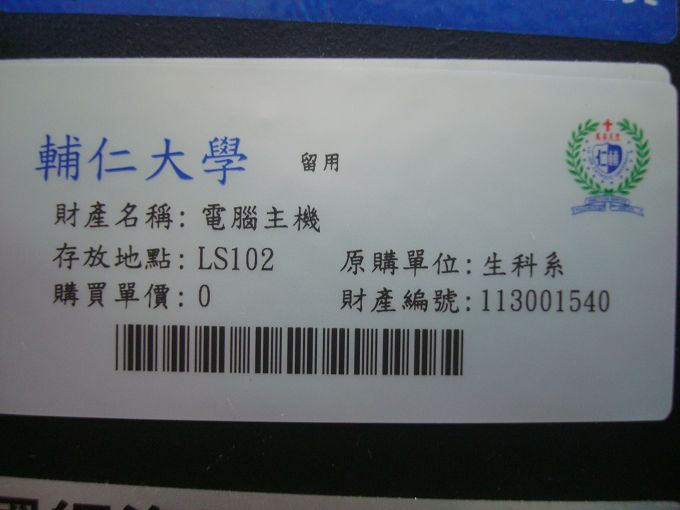 輔仁大學 留用
財產名稱: 電腦主機
存放地點: LS102 原購單位: 生科系
購買單價: 0 財產編號: 113001540